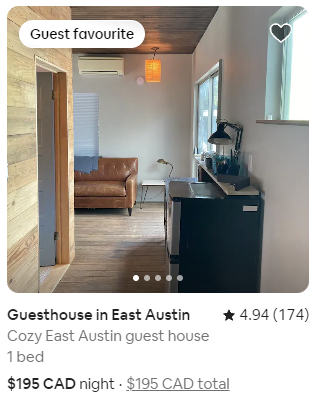 Guest favourite
Guesthouse in East Austin ★ 4.94 (174)
Cozy East Austin guest house
1 bed
$195 CAD night · $195 CAD total